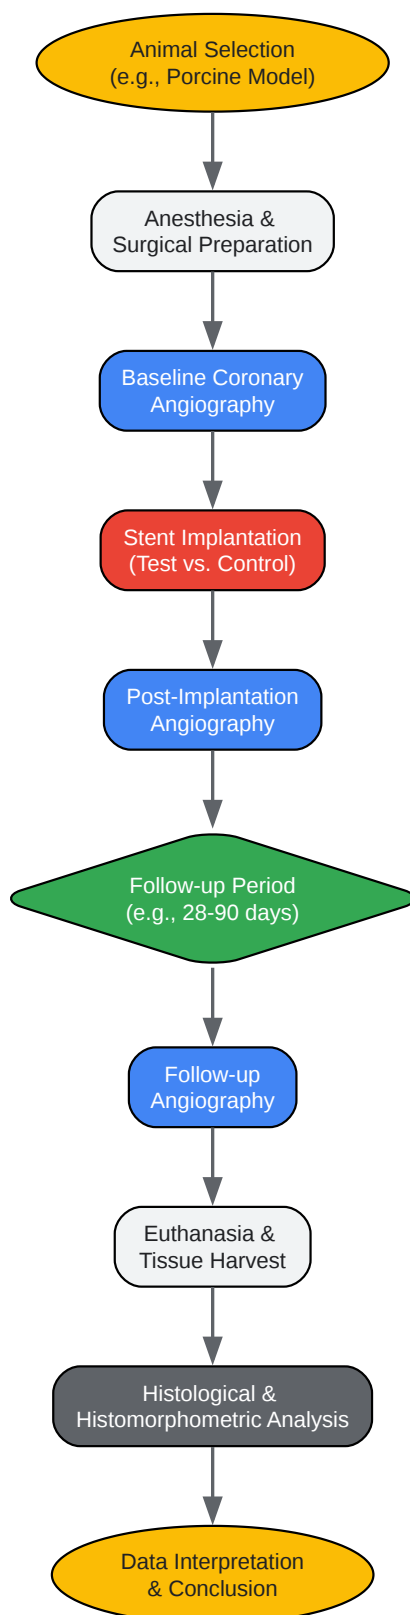 Animal Selection
(e.g., Porcine Model)
Anesthesia &
Surgical Preparation
Baseline Coronary
Angiography
Stent Implantation
(Test vs. Control)
Post-Implantation
Angiography
Follow-up Period
(e.g., 28-90 days)
Follow-up
Angiography
Euthanasia &
Tissue Harvest
Histological &
Histomorphometric Analysis
Data Interpretation
& Conclusion